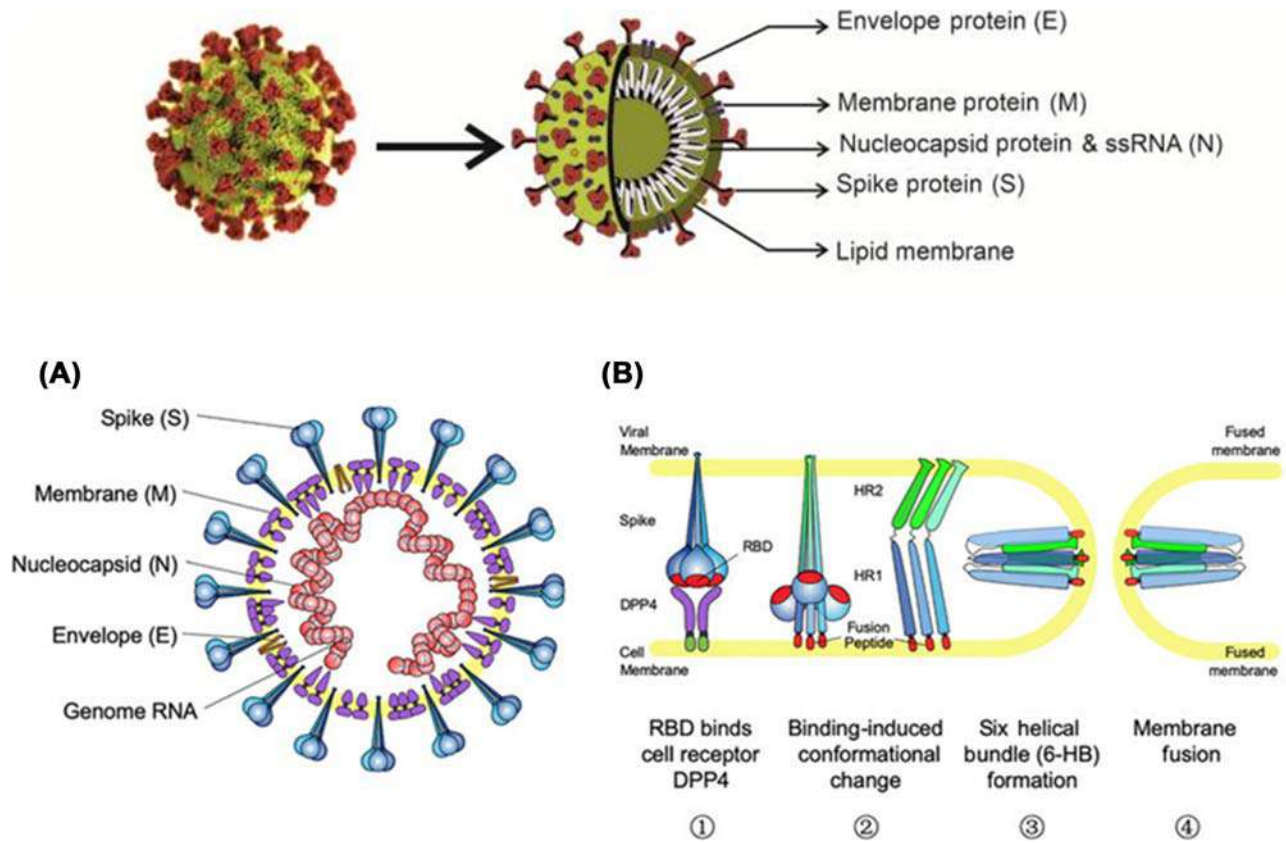 Envelope protein (E)
Membrane protein (M)
Nucleocapsid protein & ssRNA (N)
Spike protein (S)
Lipid membrane
(A)
Spike (S)
Membrane (M)
Nucleocapsid (N)
Envelope (E)
Genome RNA
(B)
Viral
Membrane
Spike
DPP4
Cell
Membrane
RBD
HR2
HR1
Fusion
Peptide
Fused
membrane
Fused
membrane
RBD binds
cell receptor
DPP4
①
Binding-induced
conformational
change
②
Six helical
bundle (6-HB)
formation
③
Membrane
fusion
④